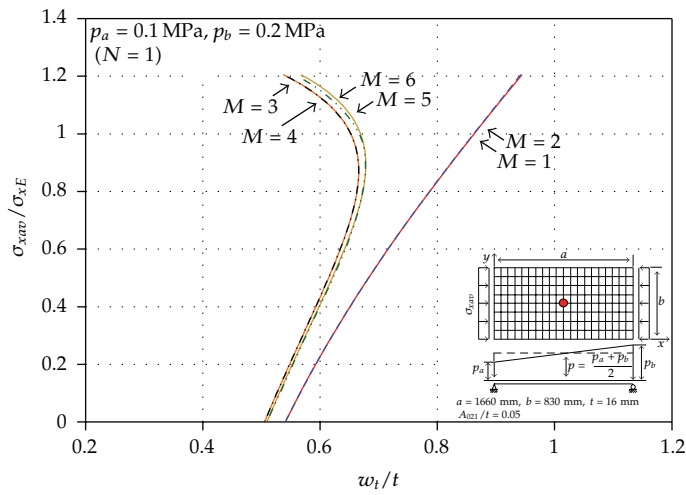 p_a = 0.1 MPa, p_b = 0.2 MPa
(N = 1)
σ_xav/σ_xE
1.4
1.2
1
0.8
0.6
0.4
0.2
0
M = 3
M = 4
M = 6
M = 5
M = 2
M = 1
y
a
σ_xav
b
x
p_a
p = (p_a + p_b)/2
p_b
a = 1660 mm, b = 830 mm, t = 16 mm
A_021/t = 0.05
0.2
0.4
0.6
0.8
1
1.2
w_t/t